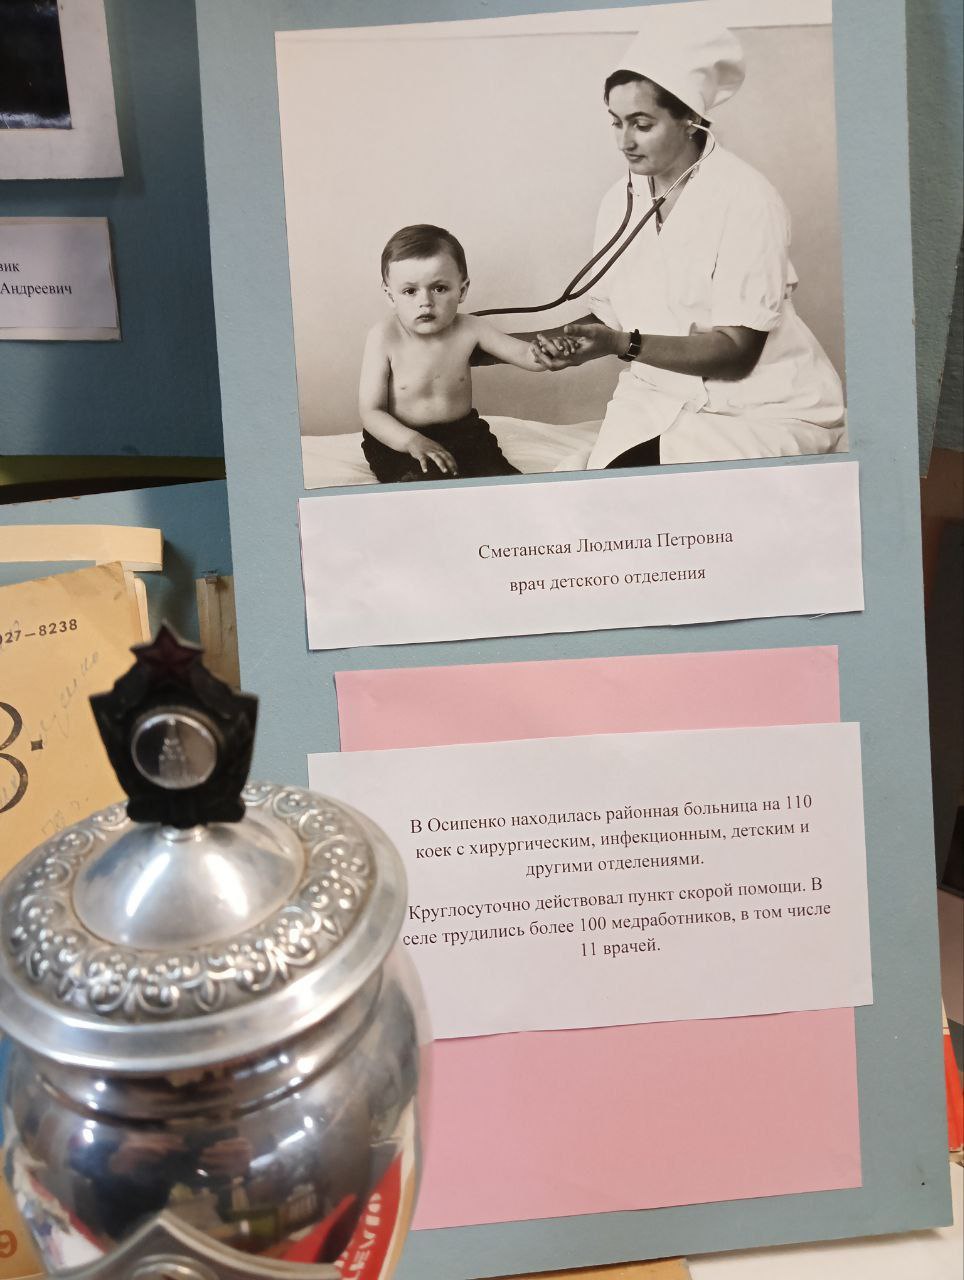 вик
Андреевич
Сметанская Людмила Петровна
врач детского отделения
027–8238
В.
В Осипенко находилась районная больница на 110
коек с хирургическим, инфекционным, детским и
другими отделениями.
Круглосуточно действовал пункт скорой помощи. В
селе трудились более 100 медработников, в том числе
11 врачей.
9